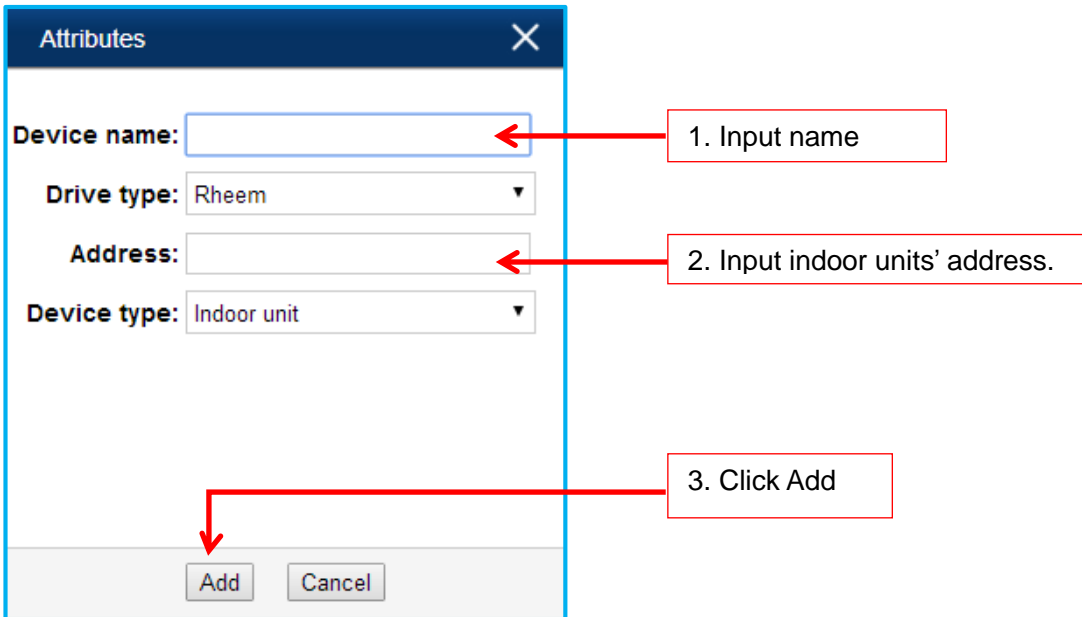 Attributes
Device name:
1. Input name
Drive type: Rheem
Address:
2. Input indoor units’ address.
Device type: Indoor unit
3. Click Add
Add Cancel